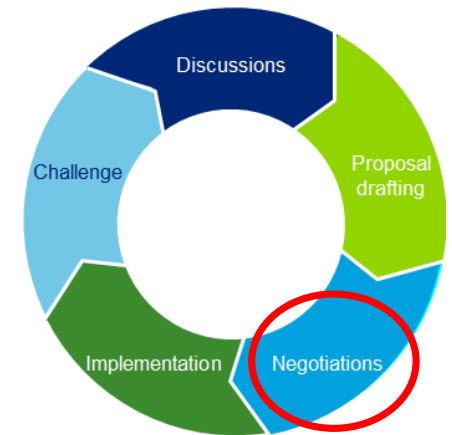 Discussions
Proposal
drafting
Negotiations
Implementation
Challenge